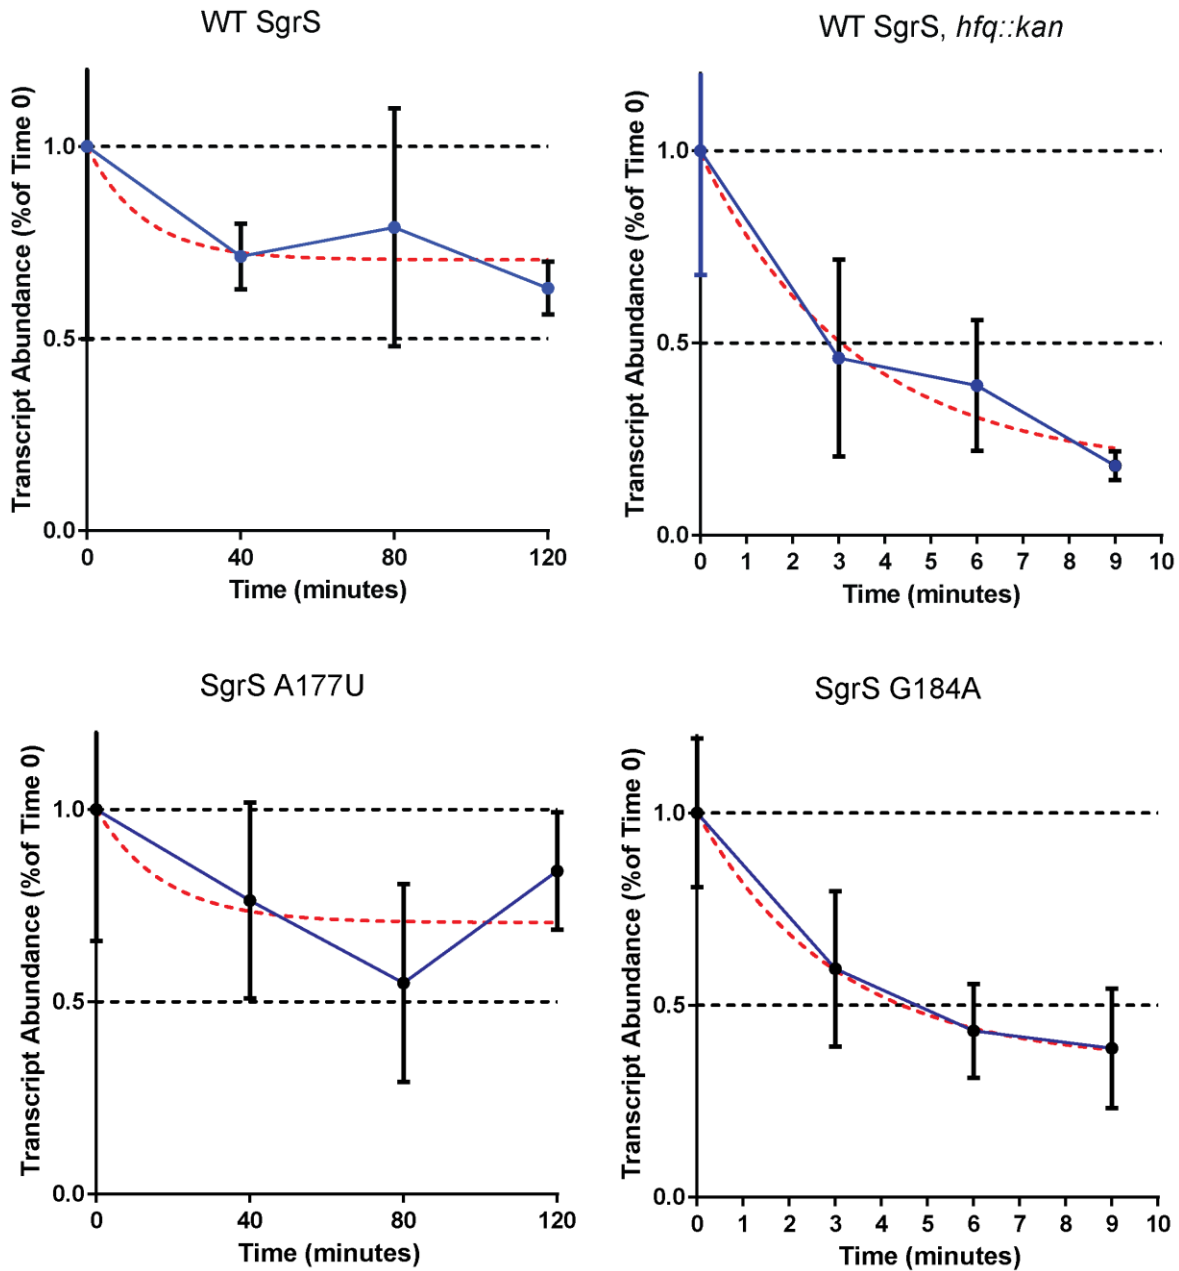 WT SgrS
Transcript Abundance (%of Time 0)
1.0
0.5
0.0
0 40 80 120
Time (minutes)
WT SgrS, hfq::kan
Transcript Abundance (%of Time 0)
1.0
0.5
0.0
0 1 2 3 4 5 6 7 8 9 10
Time (minutes)
SgrS A177U
Transcript Abundance (%of Time 0)
1.0
0.5
0.0
0 40 80 120
Time (minutes)
SgrS G184A
Transcript Abundance (%of Time 0)
1.0
0.5
0.0
0 1 2 3 4 5 6 7 8 9 10
Time (minutes)